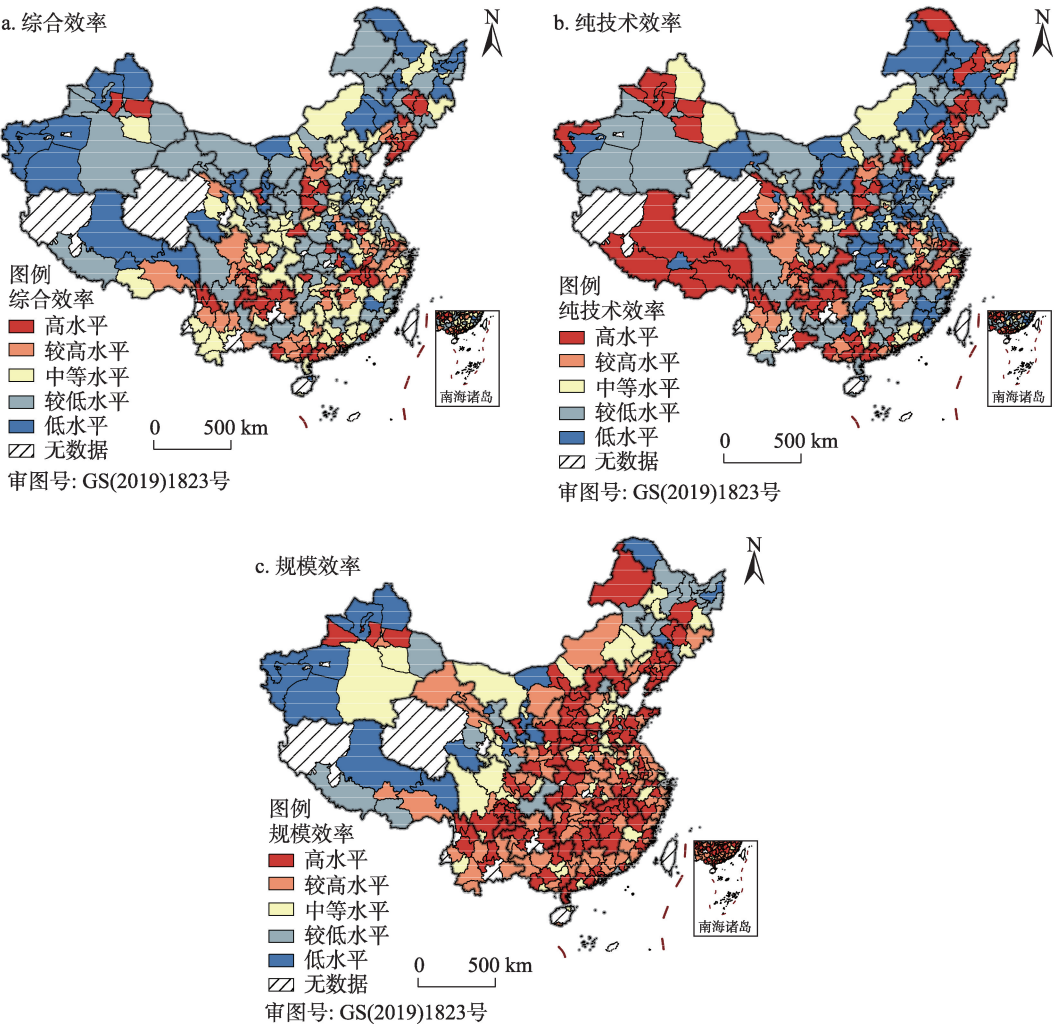 a. 综合效率
N
图例
综合效率
高水平
较高水平
中等水平
较低水平
低水平
无数据
0 500 km
南海诸岛
审图号: GS(2019)1823号
b. 纯技术效率
N
图例
纯技术效率
高水平
较高水平
中等水平
较低水平
低水平
无数据
0 500 km
南海诸岛
审图号: GS(2019)1823号
c. 规模效率
N
图例
规模效率
高水平
较高水平
中等水平
较低水平
低水平
无数据
0 500 km
南海诸岛
审图号: GS(2019)1823号